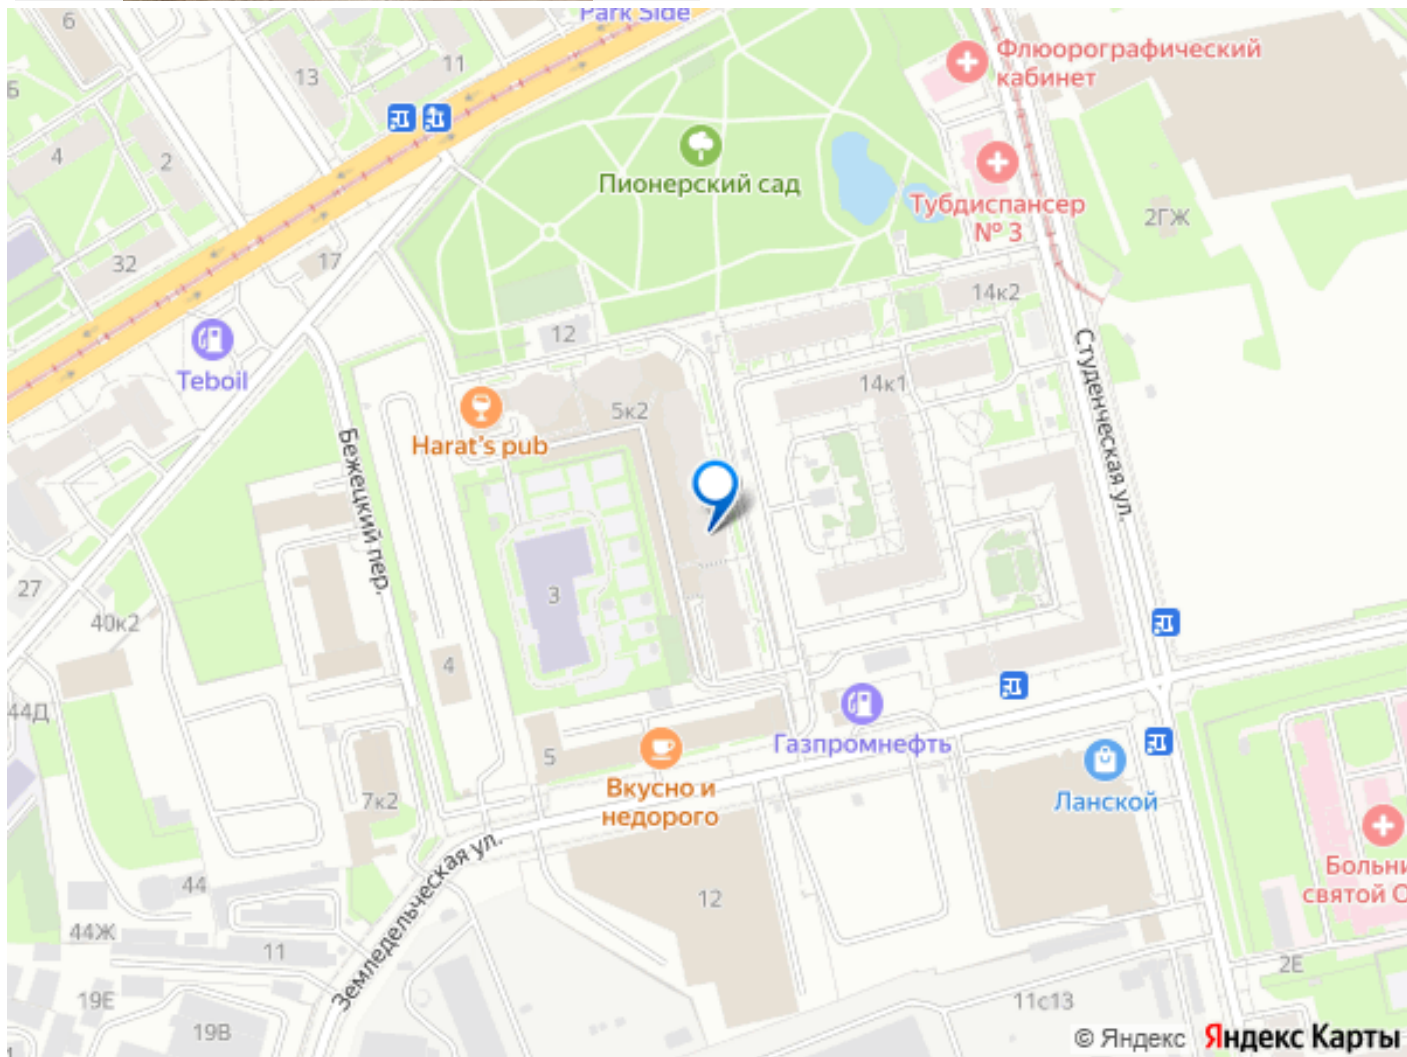 Park Side
6
13
11
Флюорографический
кабинет
Б
4
2
Пионерский сад
Тубдиспансер
№ 3
2ГЖ
32
17
14к2
12
Teboil
14к1
5к2
Harat's pub
Студенческая ул.
Бежецкий пер.
3
27
40к2
4
44Д
5
Газпромнефть
Вкусно и
недорого
Ланской
7к2
Больни
святой О
44
12
44Ж
11
Земледельческая ул.
2Е
19Е
11с13
19В
1
© Яндекс Яндекс Карты